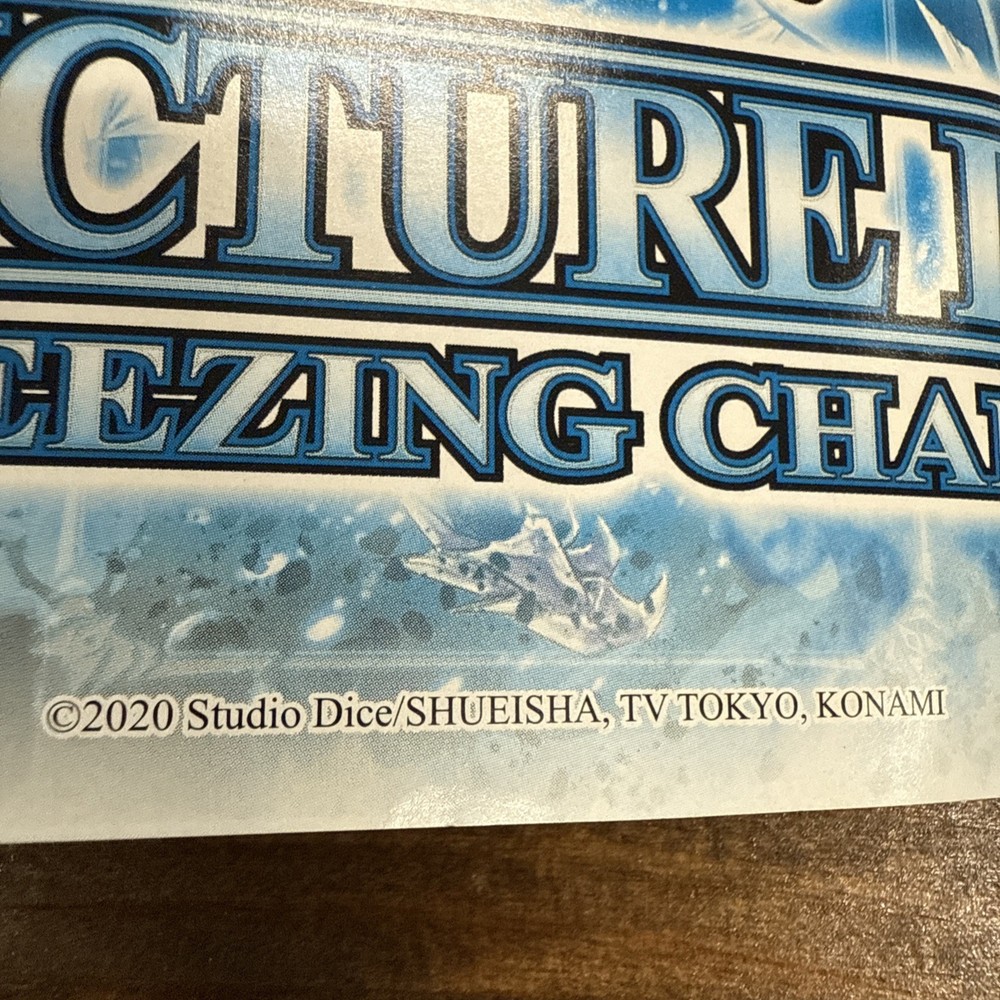 CTURE D
EEZING CHA
©2020 Studio Dice/SHUEISHA, TV TOKYO, KONAMI